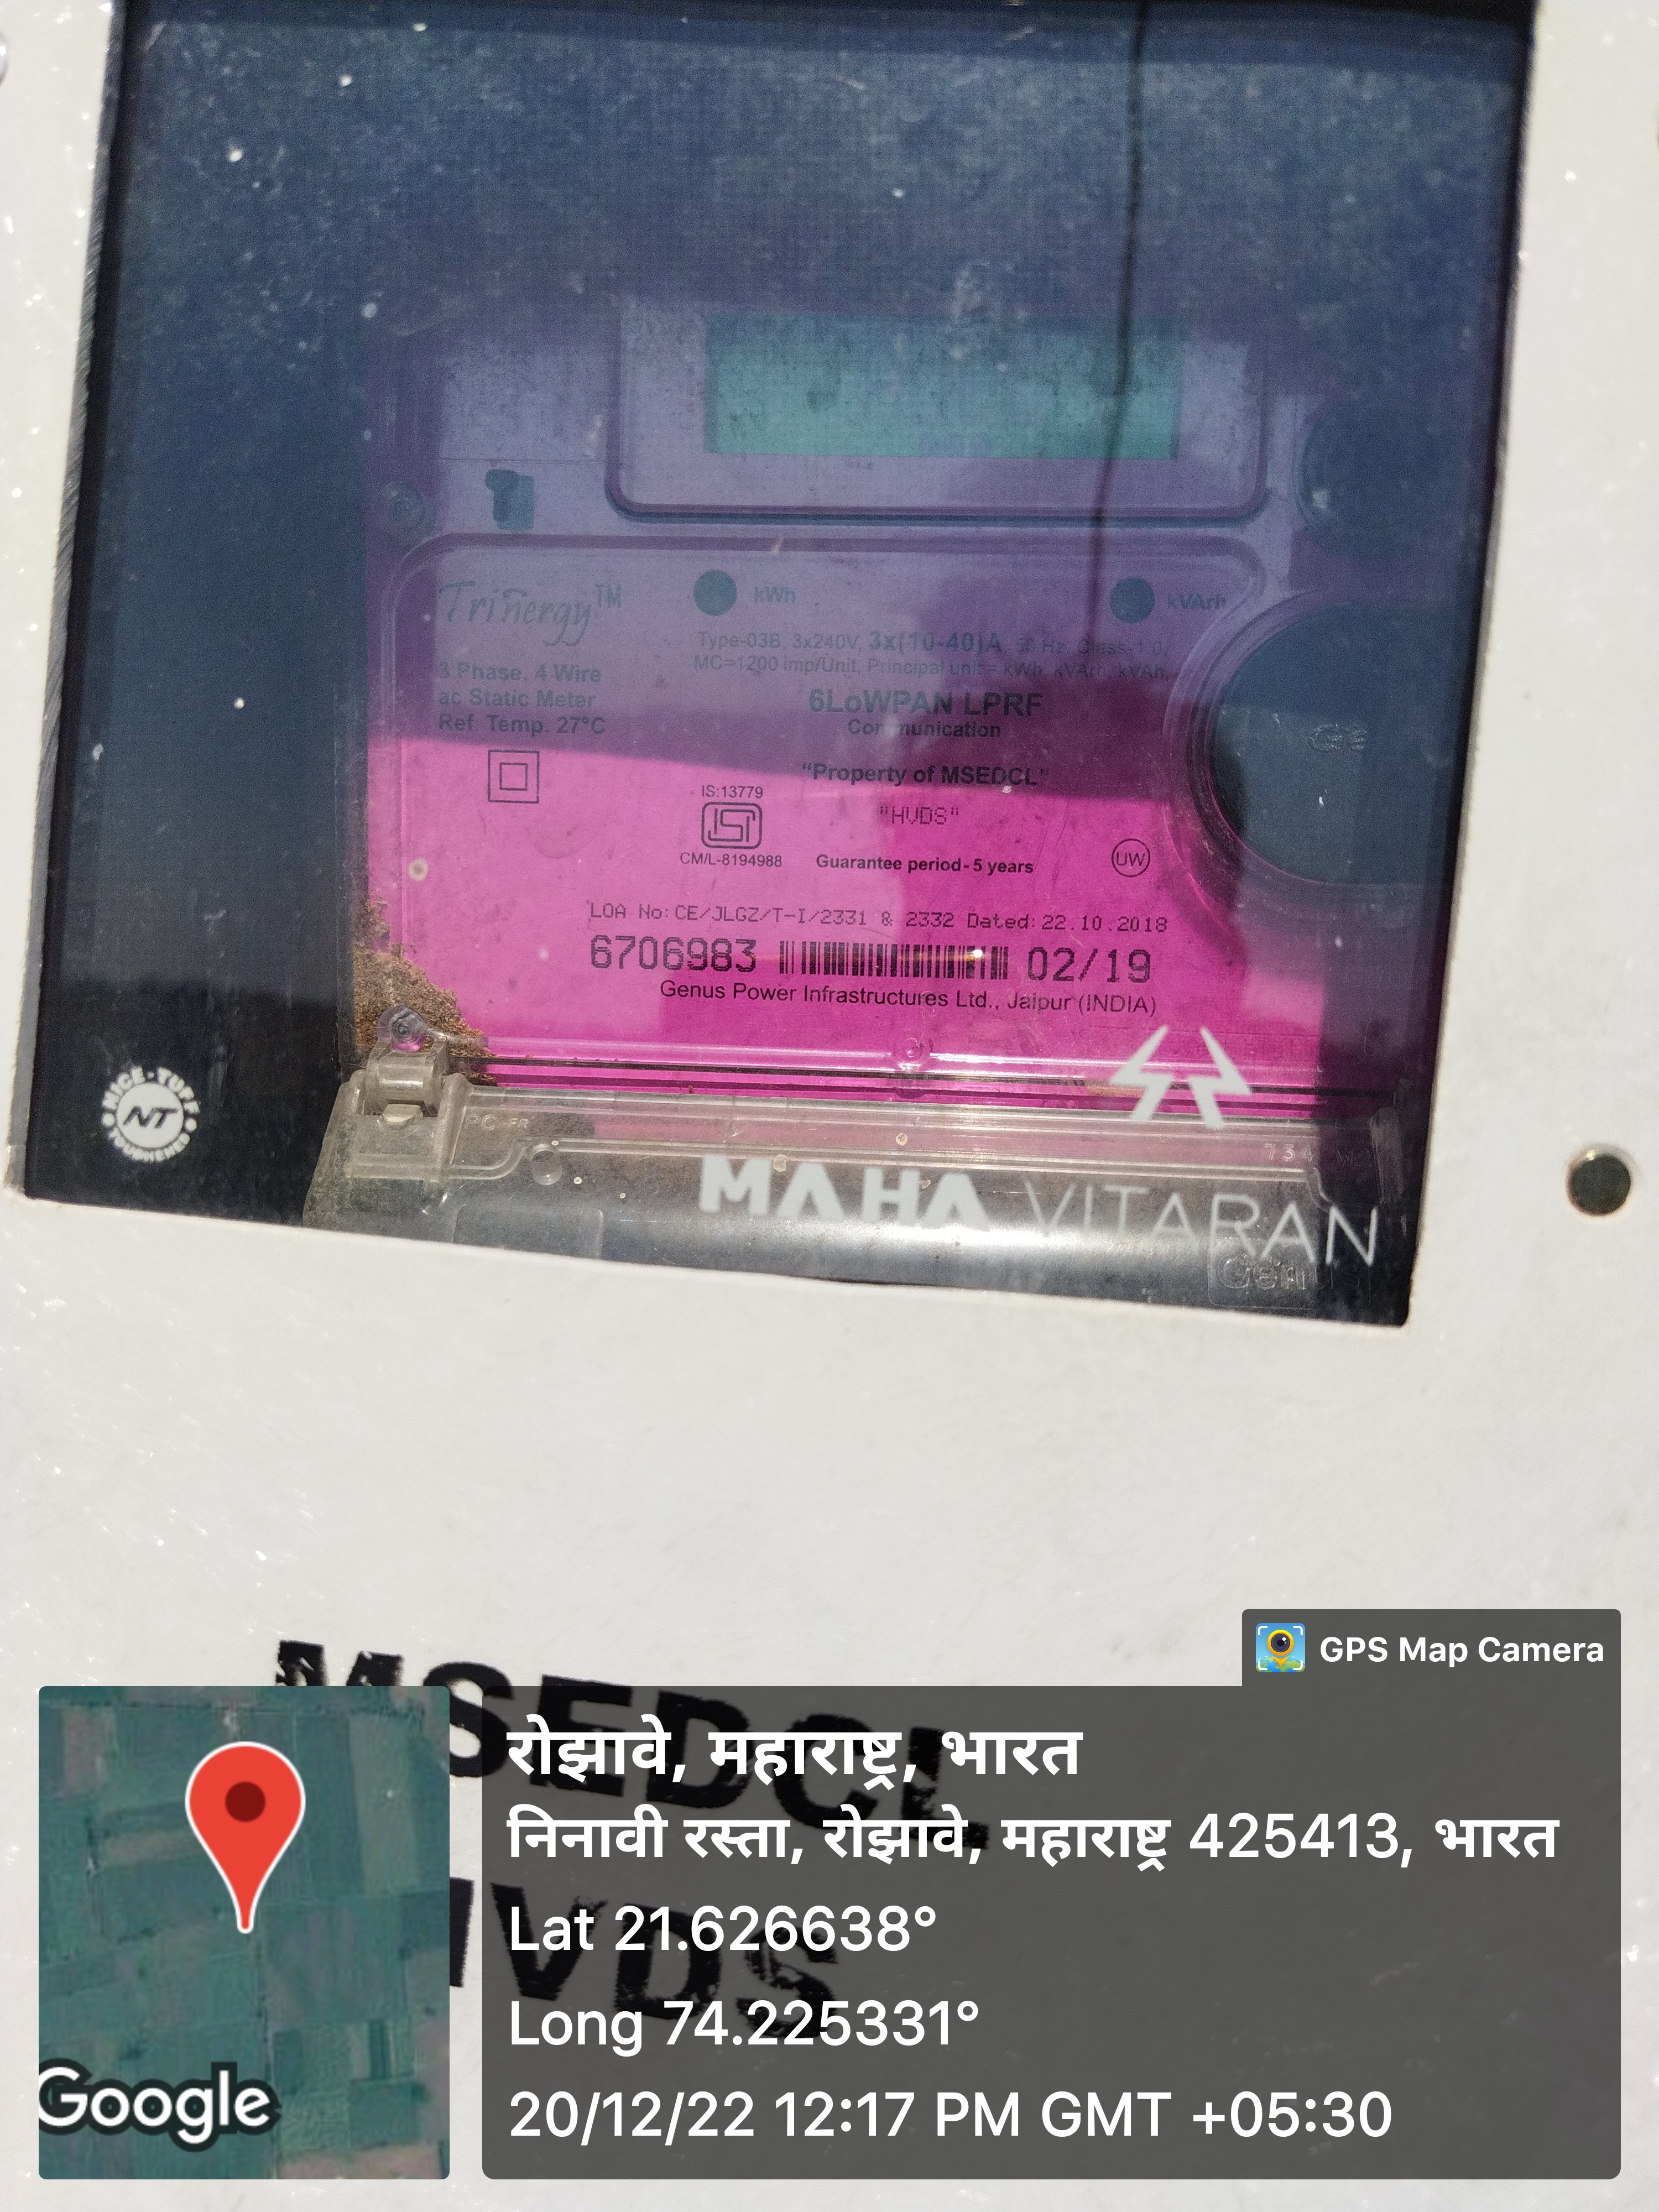 Trinergy™
kWh
kVArh
Type-03B, 3x240V, 3x(10-40)A, 50 Hz, Class-1.0,
MC=1200 imp/Unit, Principal unit = kWh, kVArh, kVAh,
3 Phase, 4 Wire
ac Static Meter
Ref. Temp. 27°C
6LoWPAN LPRF
Communication
"Property of MSEDCL"
"HVDS"
IS:13779
ISI
CM/L-8194988
Guarantee period-5 years
UW
LOA No:CE/JLGZ/T-I/2331 & 2332 Dated:22.10.2018
6706983 02/19
Genus Power Infrastructures Ltd., Jaipur (INDIA)
NICE-TUFF
NT
TOUGHENED
MAHA VITARAN
Genus
MSEDCL
HVDS
GPS Map Camera
रोझावे, महाराष्ट्र, भारत
निनावी रस्ता, रोझावे, महाराष्ट्र 425413, भारत
Lat 21.626638°
Long 74.225331°
20/12/22 12:17 PM GMT +05:30
Google